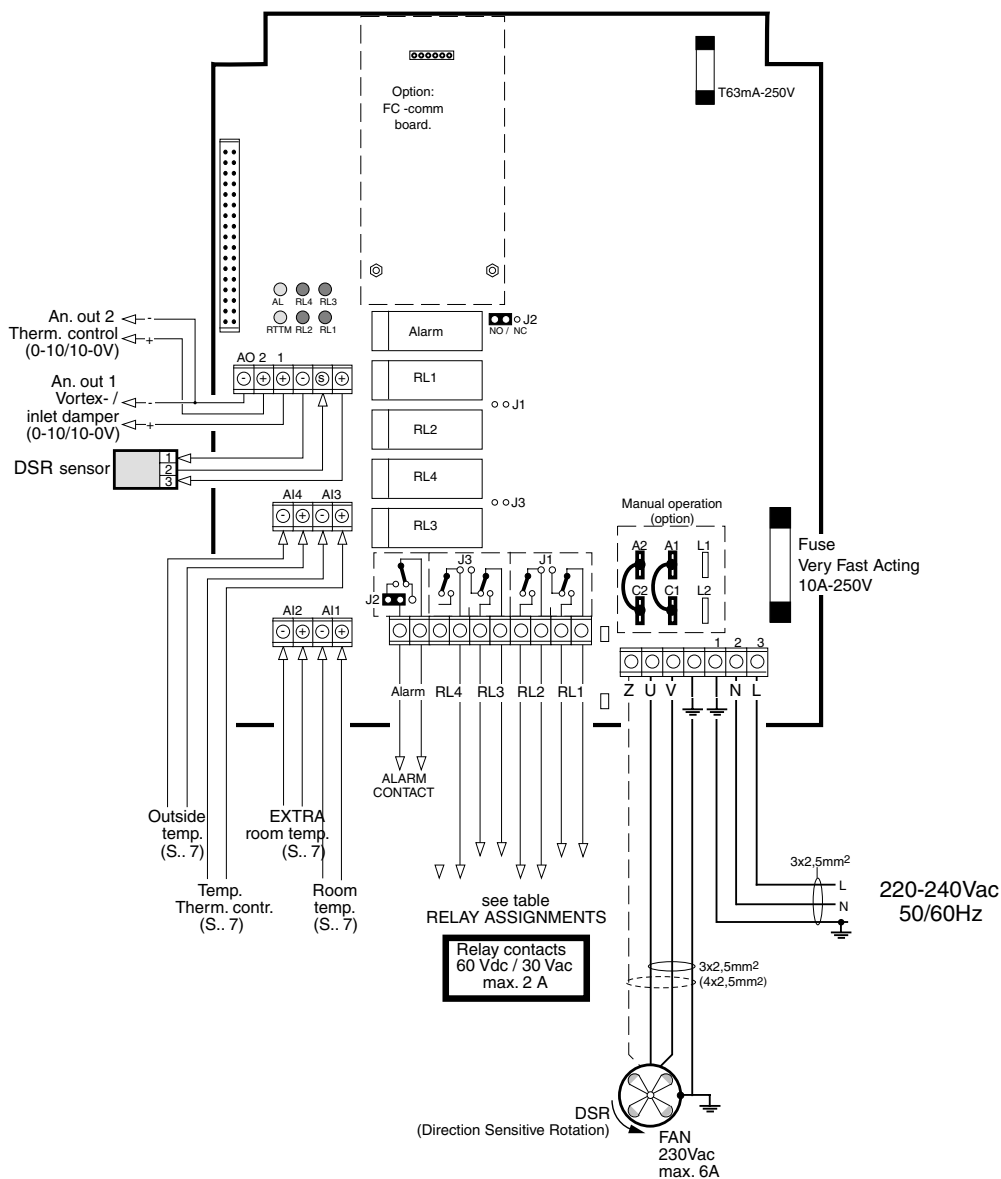 Option:
FC -comm
board.
T63mA-250V
AL RL4 RL3
RTTM RL2 RL1
An. out 2
Therm. control
(0-10/10-0V)
-
+
AO 2 1
- + + - S +
An. out 1
Vortex- /
inlet damper
(0-10/10-0V)
-
+
DSR sensor
1
2
3
Alarm
J2
NO / NC
RL1
J1
RL2
RL4
J3
RL3
AI4 AI3
- + - +
AI2 AI1
- + - +
J2
J3
J1
Manual operation
(option)
A2 A1 L1
C2 C1 L2
Fuse
Very Fast Acting
10A-250V
1 2 3
Z U V N L
Alarm RL4 RL3 RL2 RL1
ALARM
CONTACT
Outside
temp.
(S.. 7)
EXTRA
room temp.
(S.. 7)
Temp.
Therm. contr.
(S.. 7)
Room
temp.
(S.. 7)
see table
RELAY ASSIGNMENTS
Relay contacts
60 Vdc / 30 Vac
max. 2 A
3x2,5mm²
L
N
220-240Vac
50/60Hz
3x2,5mm²
(4x2,5mm²)
DSR
(Direction Sensitive Rotation)
FAN
230Vac
max. 6A